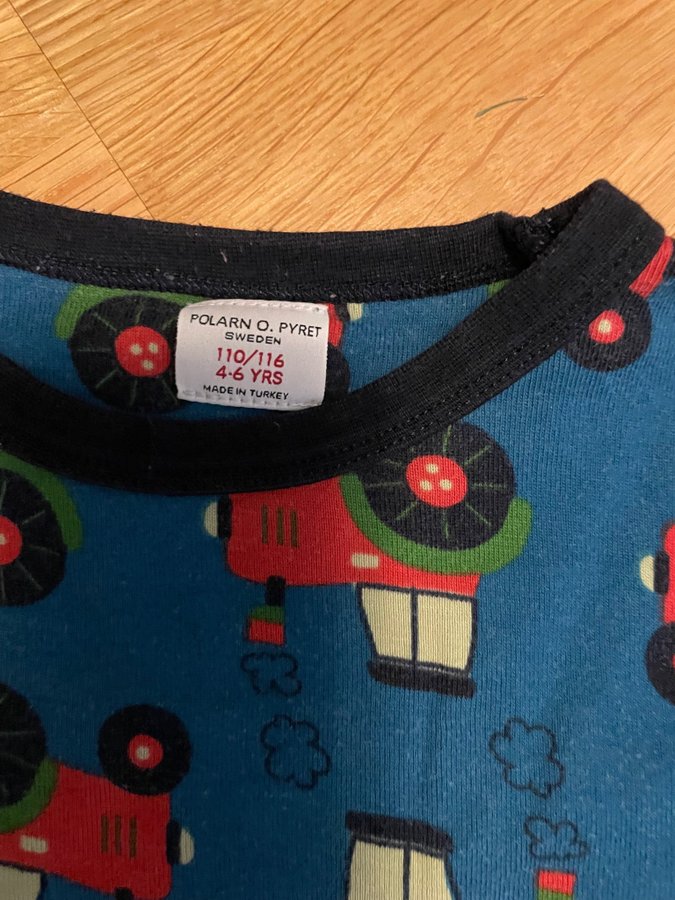 POLARN O. PYRET
SWEDEN
110/116
4-6 YRS
MADE IN TURKEY